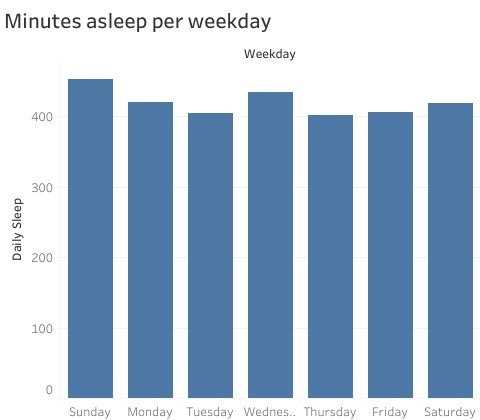 Minutes asleep per weekday
Weekday
Daily Sleep
400
300
200
100
0
Sunday Monday Tuesday Wednes.. Thursday Friday Saturday